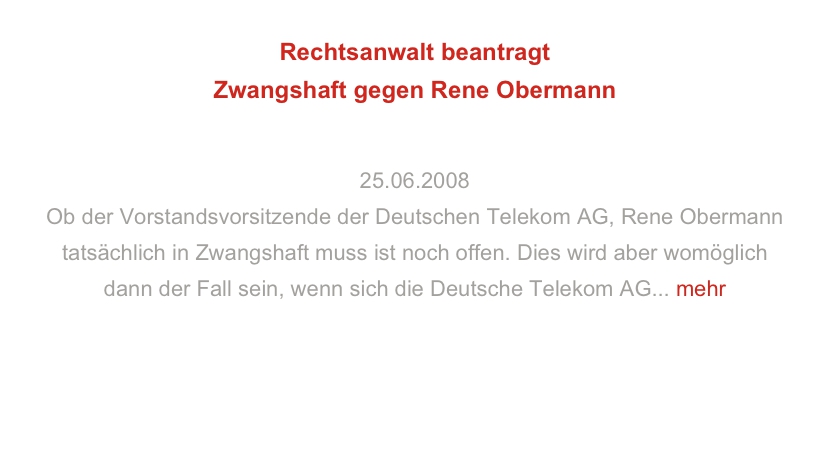 Rechtsanwalt beantragt
Zwangshaft gegen Rene Obermann
25.06.2008
Ob der Vorstandsvorsitzende der Deutschen Telekom AG, Rene Obermann
tatsächlich in Zwangshaft muss ist noch offen. Dies wird aber womöglich
dann der Fall sein, wenn sich die Deutsche Telekom AG... mehr